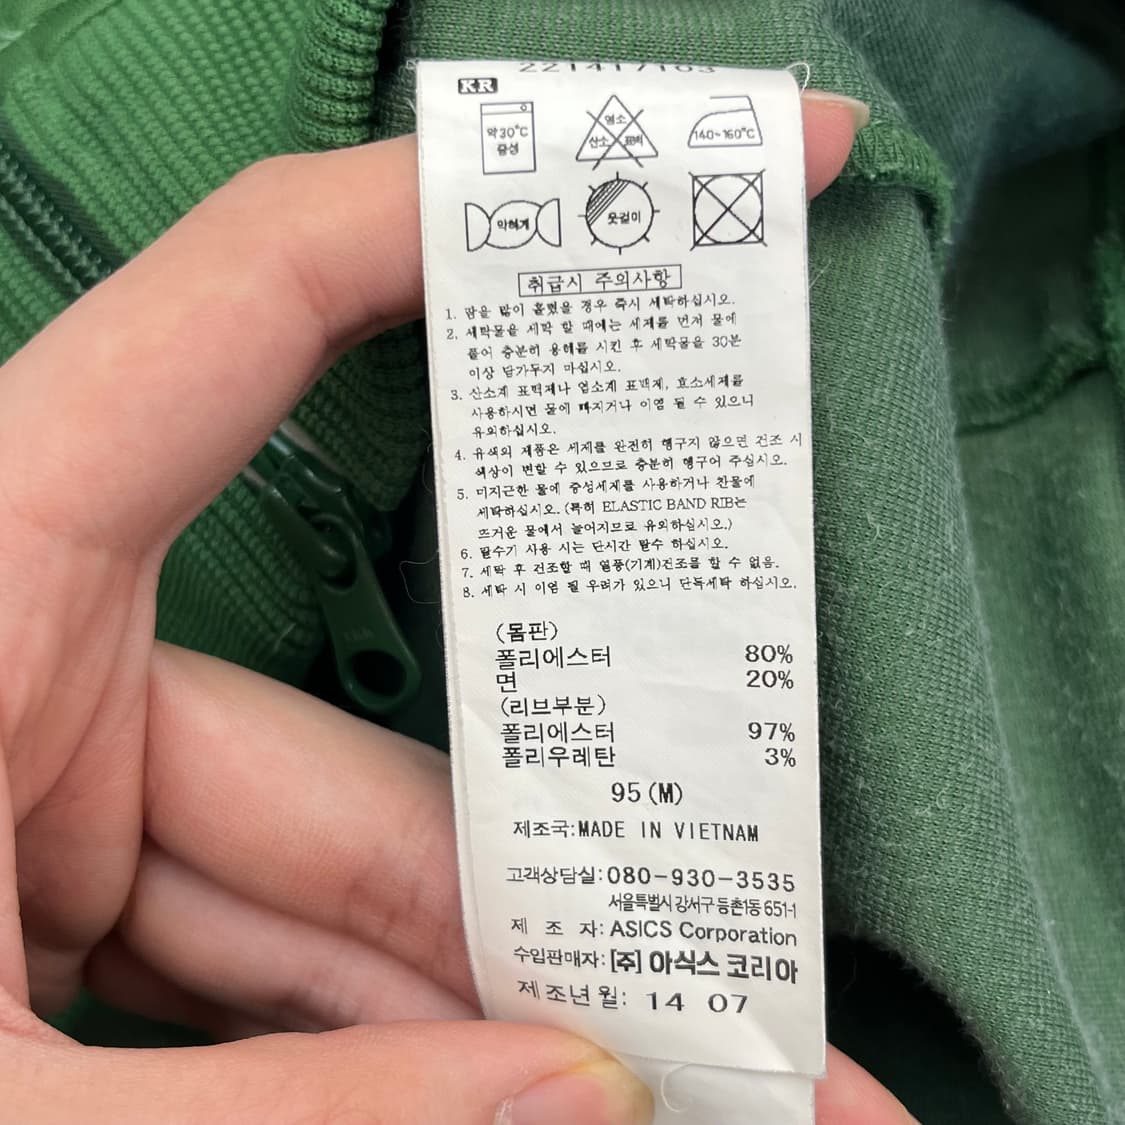 221417103
KR
약 30℃
중성
염소
산소 표백
140~160℃
약하게
옷걸이
취급시 주의사항
1. 땀을 많이 흘렸을 경우 즉시 세탁하십시오.
2. 세탁물을 세탁 할 때에는 세제를 먼저 물에
풀어 충분히 용해를 시킨 후 세탁물을 30분
이상 담가두지 마십시오.
3. 산소계 표백제나 염소계 표백제, 효소세제를
사용하시면 물에 빠지거나 이염 될 수 있으니
유의하십시오.
4. 유색의 제품은 세제를 완전히 헹구지 않으면 건조 시
색상이 변할 수 있으므로 충분히 헹구어 주십시오.
5. 미지근한 물에 중성세제를 사용하거나 찬물에
세탁하십시오. (특히 ELASTIC BAND RIB는
뜨거운 물에서 늘어지므로 유의하십시오.)
6. 탈수기 사용 시는 단시간 탈수 하십시오.
7. 세탁 후 건조할 때 열풍(기계)건조를 할 수 없음.
8. 세탁 시 이염 될 우려가 있으니 단독세탁 하십시오.
(몸판)
폴리에스터 80%
면 20%
(리브부분)
폴리에스터 97%
폴리우레탄 3%
95 (M)
제조국:MADE IN VIETNAM
고객상담실:080-930-3535
서울특별시 강서구 등촌1동 651-1
제 조 자: ASICS Corporation
수입판매자: [주] 아식스 코리아
제조년월: 14 07